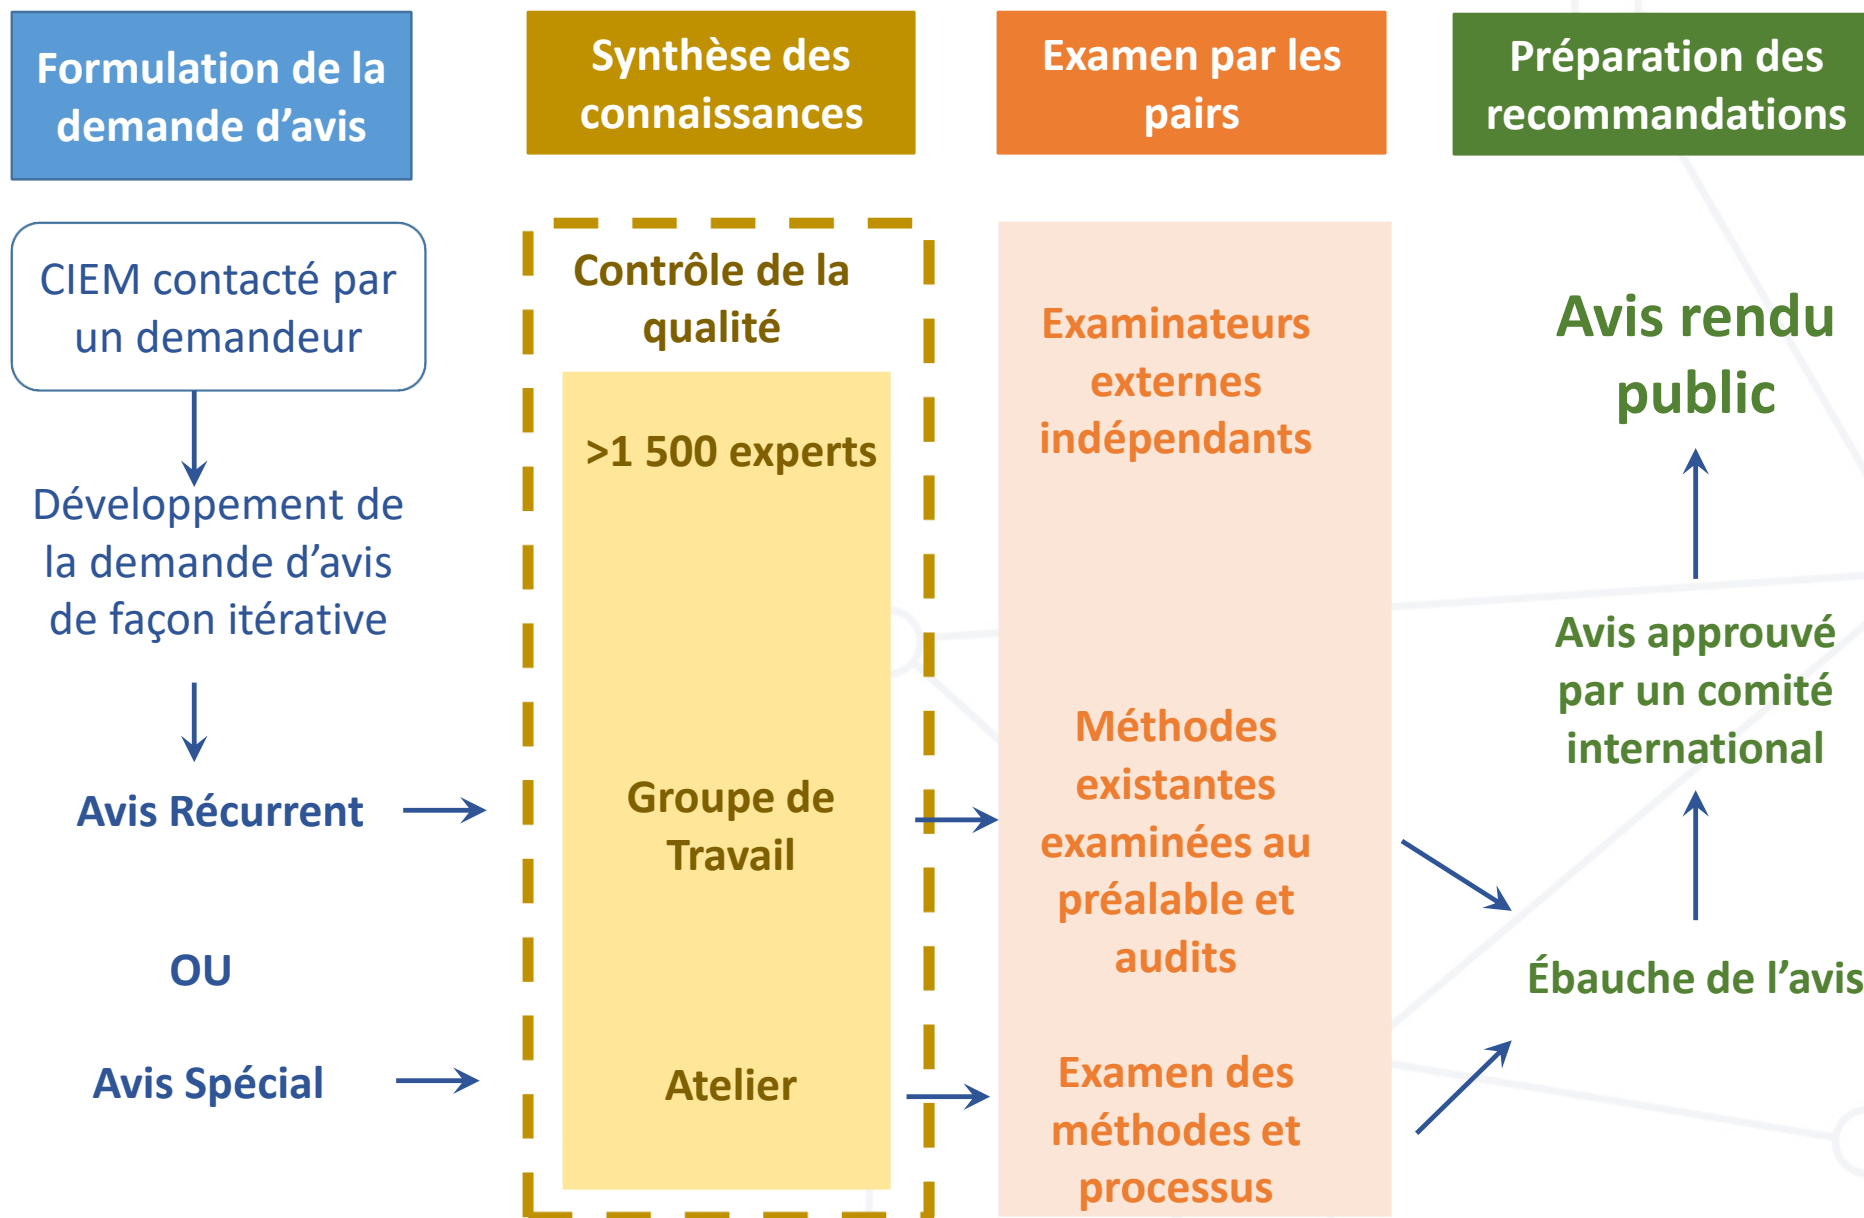 Formulation de la
demande d’avis
Synthèse des
connaissances
Examen par les
pairs
Préparation des
recommandations
CIEM contacté par
un demandeur
Développement de
la demande d’avis
de façon itérative
Avis Récurrent
OU
Avis Spécial
Contrôle de la
qualité
>1 500 experts
Groupe de
Travail
Atelier
Examinateurs
externes
indépendants
Méthodes
existantes
examinées au
préalable et
audits
Examen des
méthodes et
processus
Avis rendu
public
Avis approuvé
par un comité
international
Ébauche de l’avis